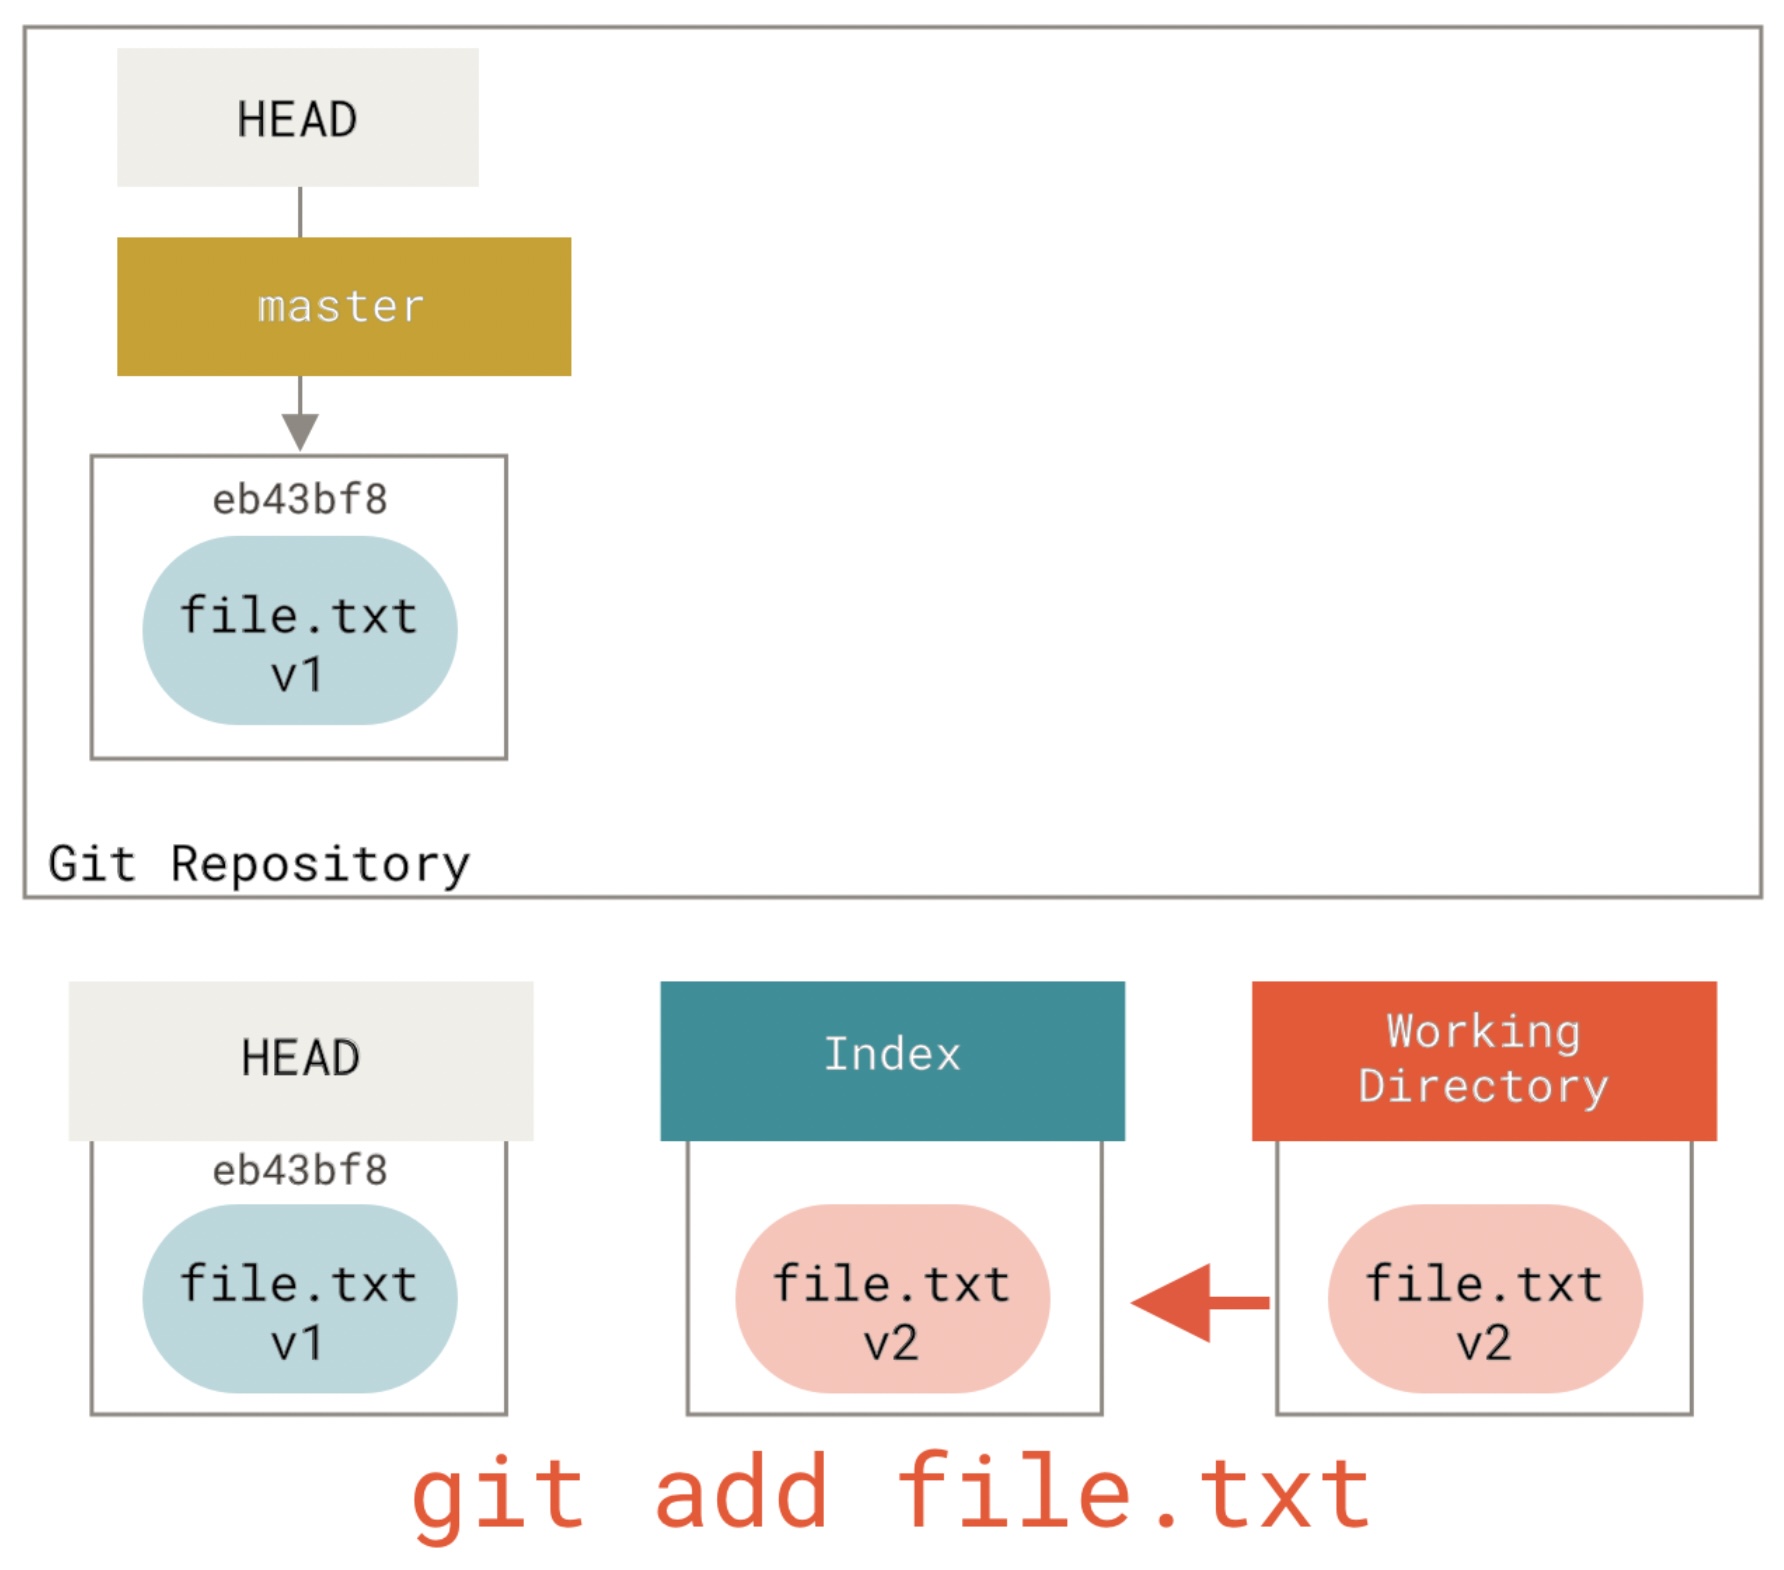 HEAD
master
eb43bf8
file.txt
v1
Git Repository
HEAD
eb43bf8
file.txt
v1
Index
file.txt
v2
Working
Directory
file.txt
v2
git add file.txt